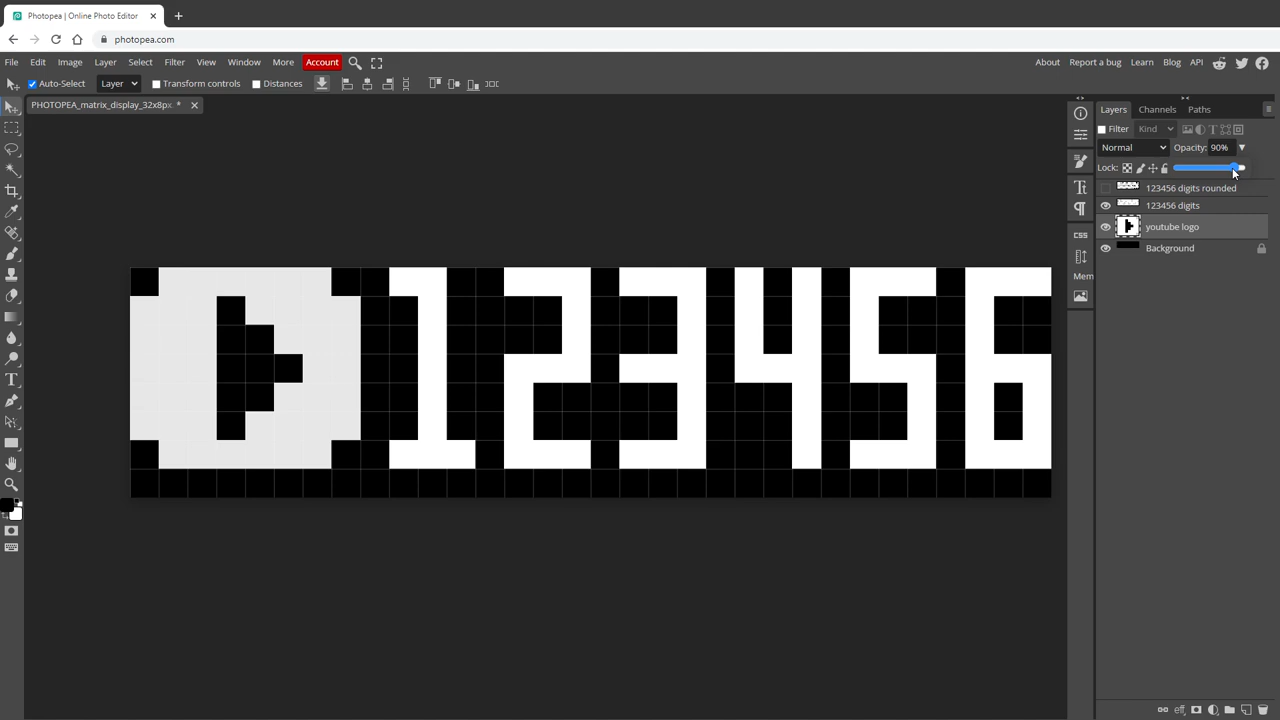 Photopea | Online Photo Editor
photopea.com
File Edit Image Layer Select Filter View Window More Account About Report a bug Learn Blog API
Auto-Select Layer Transform controls Distances
PHOTOPEA_matrix_display_32x8px *
Layers Channels Paths
Filter Kind
Normal Opacity: 90%
Lock:
123456 digits rounded
123456 digits
youtube logo
Background
css
Mem
123456